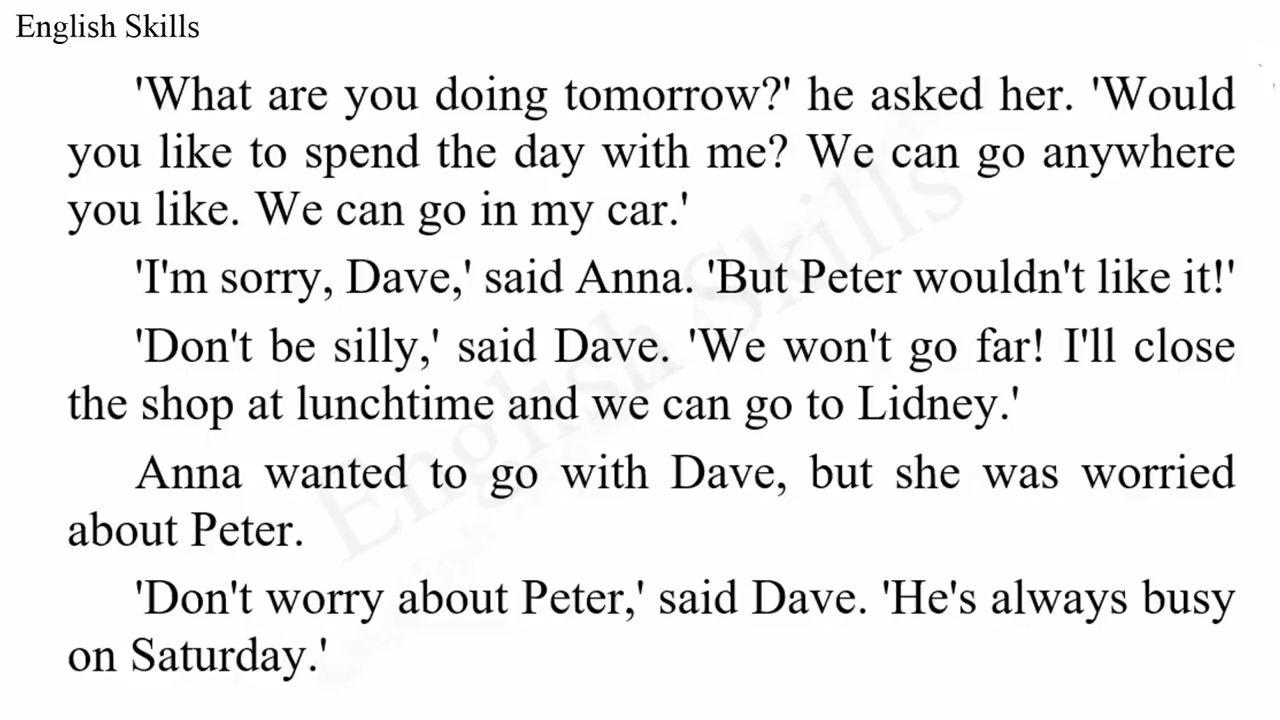 English Skills
'What are you doing tomorrow?' he asked her. 'Would
you like to spend the day with me? We can go anywhere
you like. We can go in my car.'
'I'm sorry, Dave,' said Anna. 'But Peter wouldn't like it!'
'Don't be silly,' said Dave. 'We won't go far! I'll close
the shop at lunchtime and we can go to Lidney.'
Anna wanted to go with Dave, but she was worried
about Peter.
'Don't worry about Peter,' said Dave. 'He's always busy
on Saturday.'
English Skills